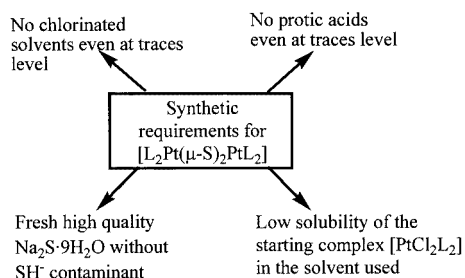 No chlorinated
solvents even at traces
level
No protic acids
even at traces level
Synthetic
requirements for
[L₂Pt(μ-S)₂PtL₂]
Fresh high quality
Na₂S·9H₂O without
SH⁻ contaminant
Low solubility of the
starting complex [PtCl₂L₂]
in the solvent used